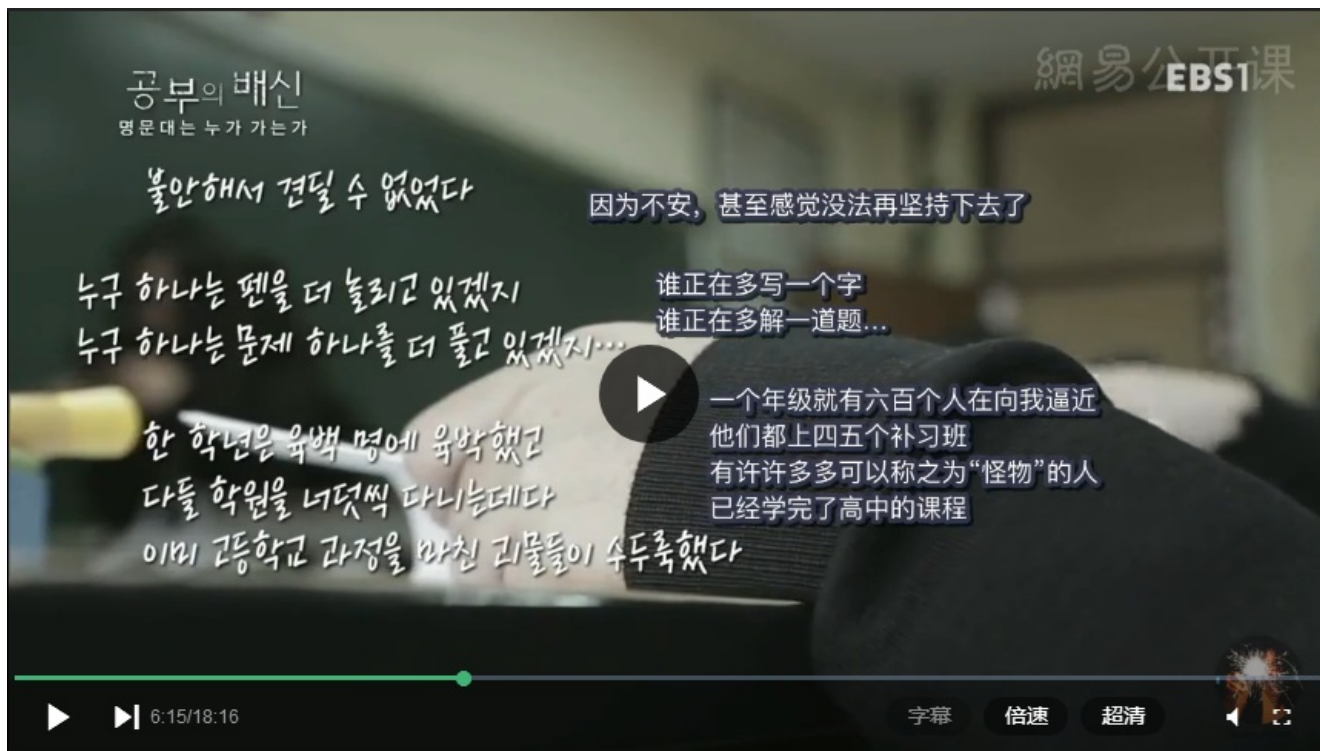 공부의 배신
명문대는 누가 가는가
網易公开课
EBS1
불안해서 견딜 수 없었다
因为不安，甚至感觉没法再坚持下去了
누구 하나는 펜을 더 놀리고 있겠지
누구 하나는 문제 하나를 더 풀고 있겠지…
谁正在多写一个字
谁正在多解一道题...
한 학년은 육백 명에 육박했고
다들 학원을 너덧씩 다니는데다
이미 고등학교 과정을 마친 괴물들이 수두룩했다
一个年级就有六百个人在向我逼近
他们都上四五个补习班
有许许多多可以称之为“怪物”的人
已经学完了高中的课程
6:15/18:16
字幕
倍速
超清